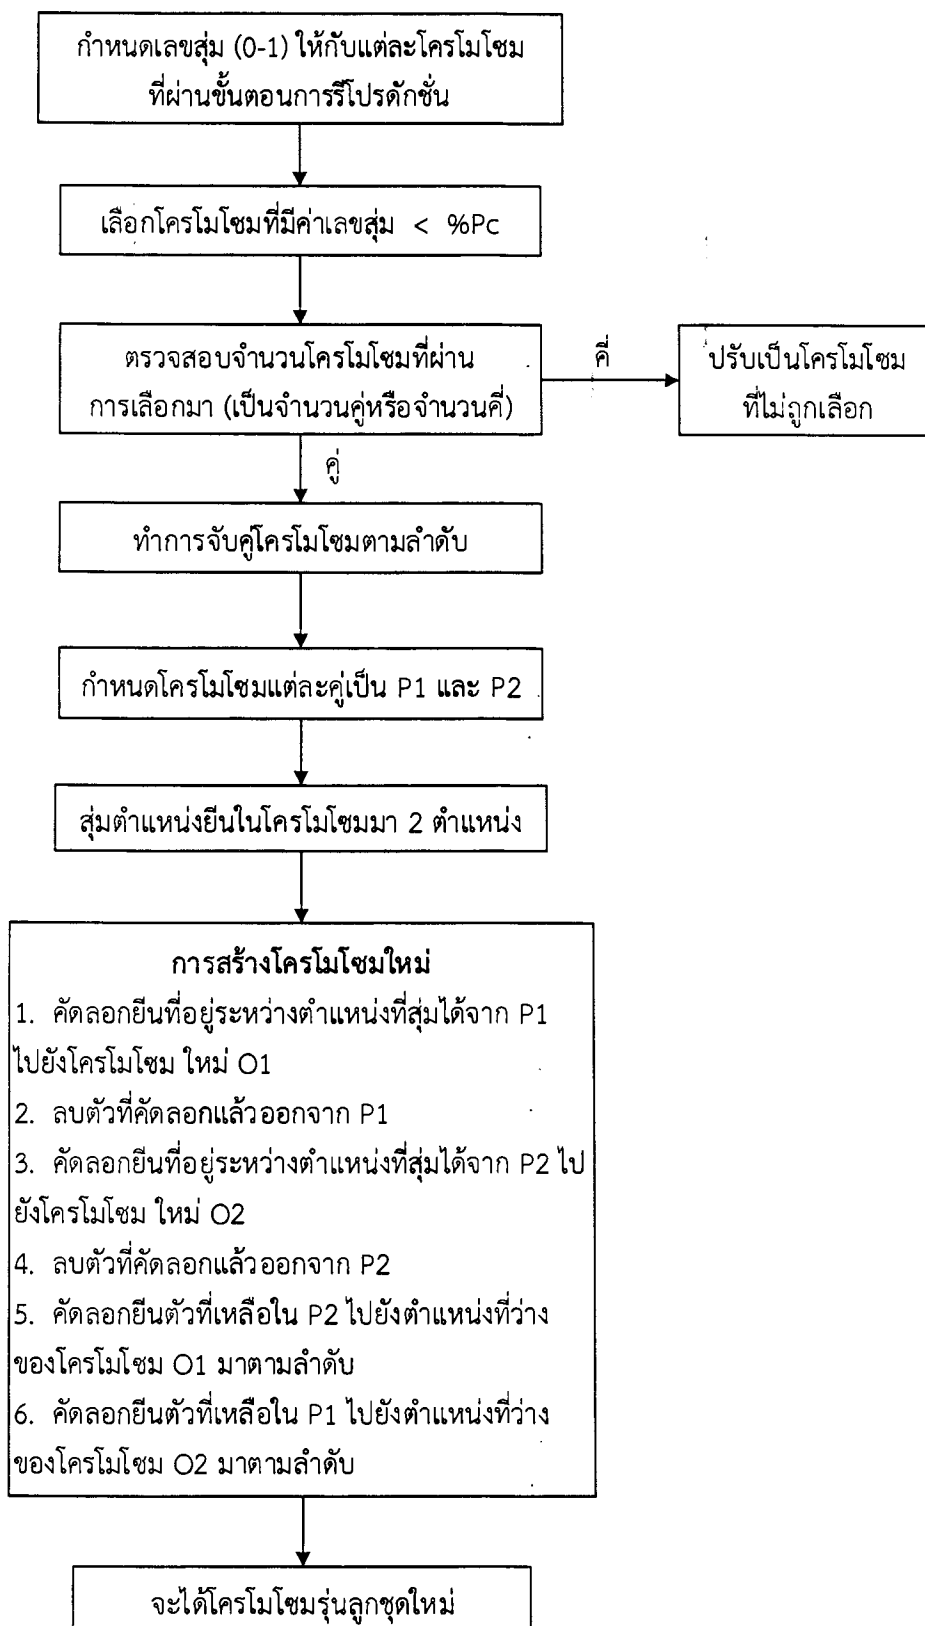 กำหนดเลขสุ่ม (0-1) ให้กับแต่ละโครโมโซม
ที่ผ่านขั้นตอนการรีโปรดักชั่น
เลือกโครโมโซมที่มีค่าเลขสุ่ม < %Pc
ตรวจสอบจำนวนโครโมโซมที่ผ่าน
การเลือกมา (เป็นจำนวนคู่หรือจำนวนคี่)
คี่
ปรับเป็นโครโมโซม
ที่ไม่ถูกเลือก
คู่
ทำการจับคู่โครโมโซมตามลำดับ
กำหนดโครโมโซมแต่ละคู่เป็น P1 และ P2
สุ่มตำแหน่งยีนในโครโมโซมมา 2 ตำแหน่ง
การสร้างโครโมโซมใหม่
1. คัดลอกยีนที่อยู่ระหว่างตำแหน่งที่สุ่มได้จาก P1
ไปยังโครโมโซม ใหม่ O1
2. ลบตัวที่คัดลอกแล้วออกจาก P1
3. คัดลอกยีนที่อยู่ระหว่างตำแหน่งที่สุ่มได้จาก P2 ไป
ยังโครโมโซม ใหม่ O2
4. ลบตัวที่คัดลอกแล้วออกจาก P2
5. คัดลอกยีนตัวที่เหลือใน P2 ไปยังตำแหน่งที่ว่าง
ของโครโมโซม O1 มาตามลำดับ
6. คัดลอกยีนตัวที่เหลือใน P1 ไปยังตำแหน่งที่ว่าง
ของโครโมโซม O2 มาตามลำดับ
จะได้โครโมโซมรุ่นลูกชุดใหม่